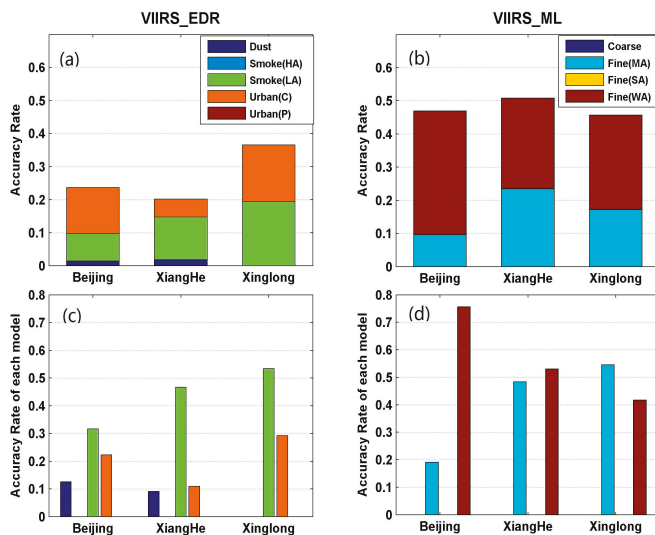 VIIRS_EDR
VIIRS_ML
(a)
Dust
Smoke(HA)
Smoke(LA)
Urban(C)
Urban(P)
Accuracy Rate
0.6
0.5
0.4
0.3
0.2
0.1
0
Beijing XiangHe Xinglong
(b)
Coarse
Fine(MA)
Fine(SA)
Fine(WA)
Accuracy Rate
0.6
0.5
0.4
0.3
0.2
0.1
0
Beijing XiangHe Xinglong
(c)
Accuracy Rate of each model
0.8
0.7
0.6
0.5
0.4
0.3
0.2
0.1
0
Beijing XiangHe Xinglong
(d)
Accuracy Rate of each model
0.8
0.7
0.6
0.5
0.4
0.3
0.2
0.1
0
Beijing XiangHe Xinglong